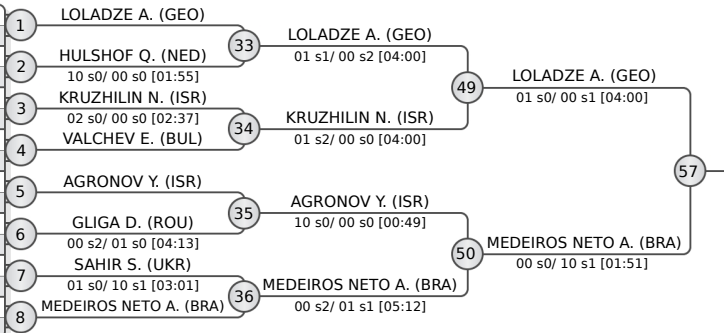 LOLADZE A. (GEO)
1
HULSHOF Q. (NED)
2
10 s0/ 00 s0 [01:55]
33
KRUZHILIN N. (ISR)
3
02 s0/ 00 s0 [02:37]
VALCHEV E. (BUL)
4
34
AGRONOV Y. (ISR)
5
GLIGA D. (ROU)
6
00 s2/ 01 s0 [04:13]
35
SAHIR S. (UKR)
7
01 s0/ 10 s1 [03:01]
MEDEIROS NETO A. (BRA)
8
36
LOLADZE A. (GEO)
01 s1/ 00 s2 [04:00]
KRUZHILIN N. (ISR)
01 s2/ 00 s0 [04:00]
49
AGRONOV Y. (ISR)
10 s0/ 00 s0 [00:49]
MEDEIROS NETO A. (BRA)
00 s2/ 01 s1 [05:12]
50
LOLADZE A. (GEO)
01 s0/ 00 s1 [04:00]
MEDEIROS NETO A. (BRA)
00 s0/ 10 s1 [01:51]
57